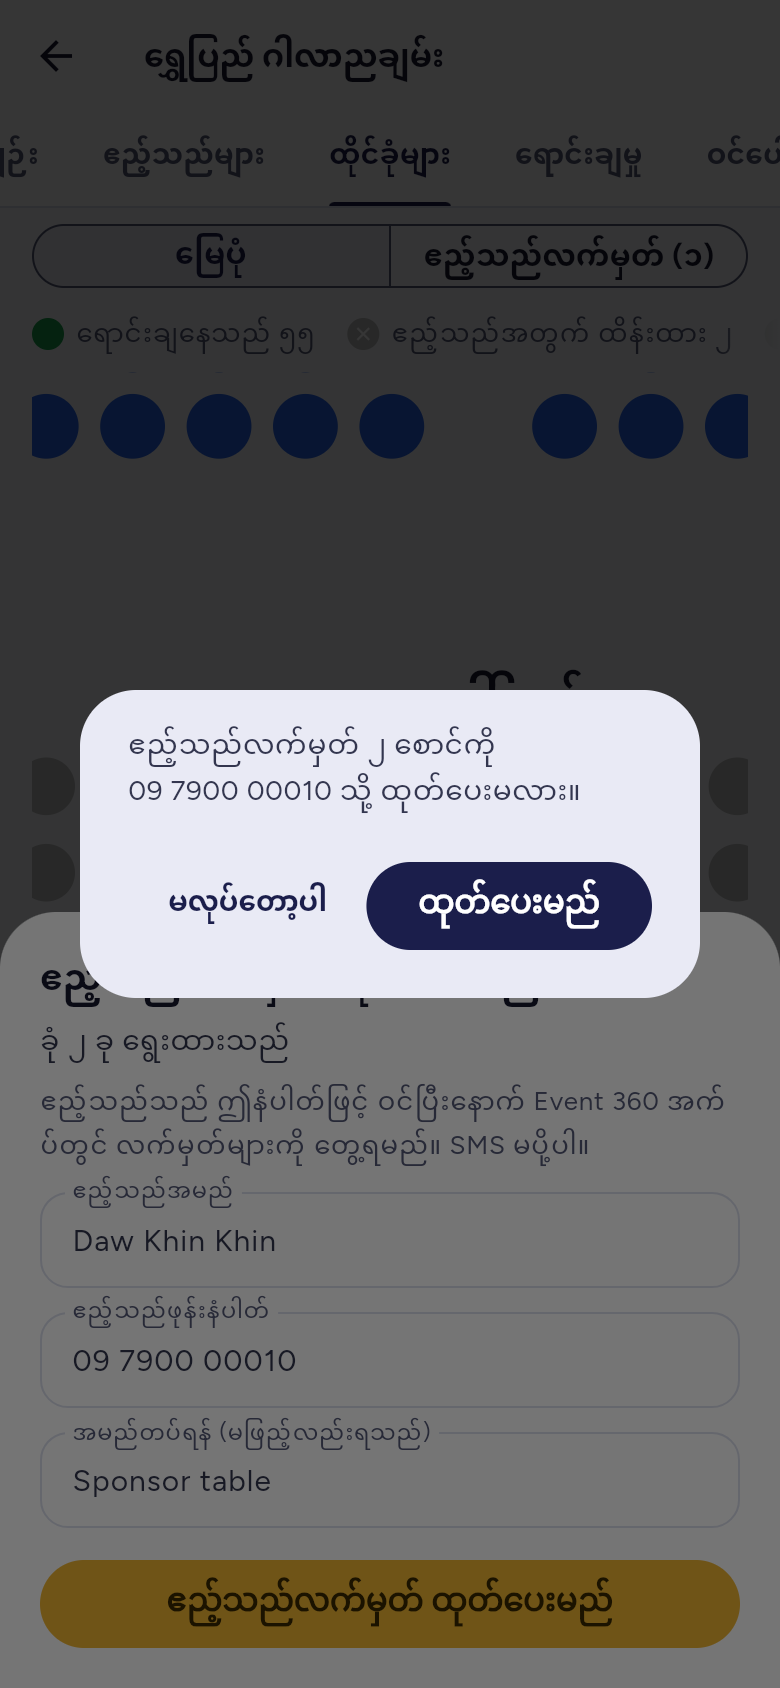 ရွှေပြည် ဂါလာညချမ်း
ဧည့်သည်များ
ထိုင်ခုံများ
ရောင်းချမှု
မြေပုံ
ဧည့်သည်လက်မှတ် (၁)
ရောင်းချနေသည် ၅၅
ဧည့်သည်အတွက် ထိန်းထား ၂
ဧည့်သည်လက်မှတ် ၂ စောင်ကို
09 7900 00010 သို့ ထုတ်ပေးမလား။
မလုပ်တော့ပါ
ထုတ်ပေးမည်
ခုံ ၂ ခု ရွေးထားသည်
ဧည့်သည်သည် ဤနံပါတ်ဖြင့် ဝင်ပြီးနောက် Event 360 အက်
ပ်တွင် လက်မှတ်များကို တွေ့ရမည်။ SMS မပို့ပါ။
ဧည့်သည်အမည်
Daw Khin Khin
ဧည့်သည်ဖုန်းနံပါတ်
09 7900 00010
အမည်တပ်ရန် (မဖြည့်လည်းရသည်)
Sponsor table
ဧည့်သည်လက်မှတ် ထုတ်ပေးမည်